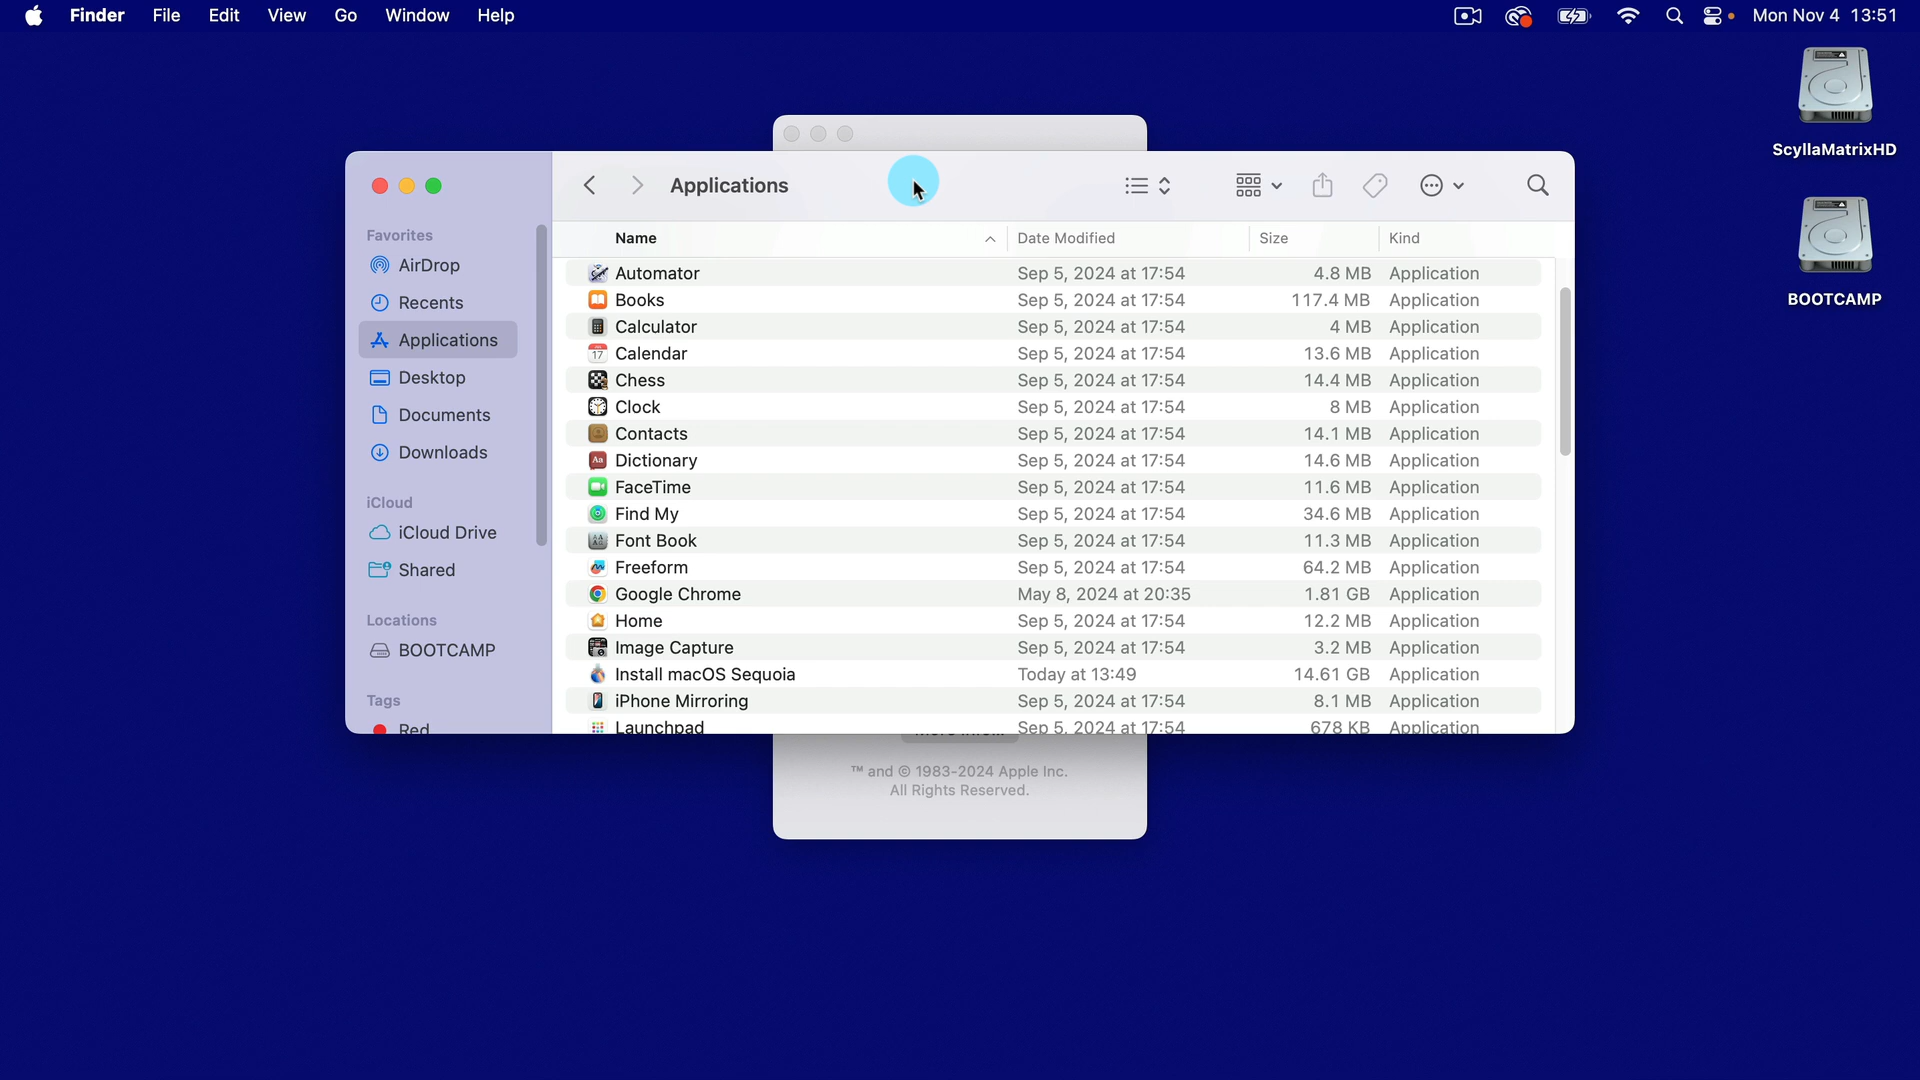 Finder File Edit View Go Window Help Mon Nov 4 13:51
ScyllaMatrixHD
BOOTCAMP
Applications
Favorites
AirDrop
Recents
Applications
Desktop
Documents
Downloads
iCloud
iCloud Drive
Shared
Locations
BOOTCAMP
Tags
Red
Name Date Modified Size Kind
Automator Sep 5, 2024 at 17:54 4.8 MB Application
Books Sep 5, 2024 at 17:54 117.4 MB Application
Calculator Sep 5, 2024 at 17:54 4 MB Application
Calendar Sep 5, 2024 at 17:54 13.6 MB Application
Chess Sep 5, 2024 at 17:54 14.4 MB Application
Clock Sep 5, 2024 at 17:54 8 MB Application
Contacts Sep 5, 2024 at 17:54 14.1 MB Application
Dictionary Sep 5, 2024 at 17:54 14.6 MB Application
FaceTime Sep 5, 2024 at 17:54 11.6 MB Application
Find My Sep 5, 2024 at 17:54 34.6 MB Application
Font Book Sep 5, 2024 at 17:54 11.3 MB Application
Freeform Sep 5, 2024 at 17:54 64.2 MB Application
Google Chrome May 8, 2024 at 20:35 1.81 GB Application
Home Sep 5, 2024 at 17:54 12.2 MB Application
Image Capture Sep 5, 2024 at 17:54 3.2 MB Application
Install macOS Sequoia Today at 13:49 14.61 GB Application
iPhone Mirroring Sep 5, 2024 at 17:54 8.1 MB Application
Launchpad Sep 5, 2024 at 17:54 678 KB Application
™ and © 1983-2024 Apple Inc.
All Rights Reserved.